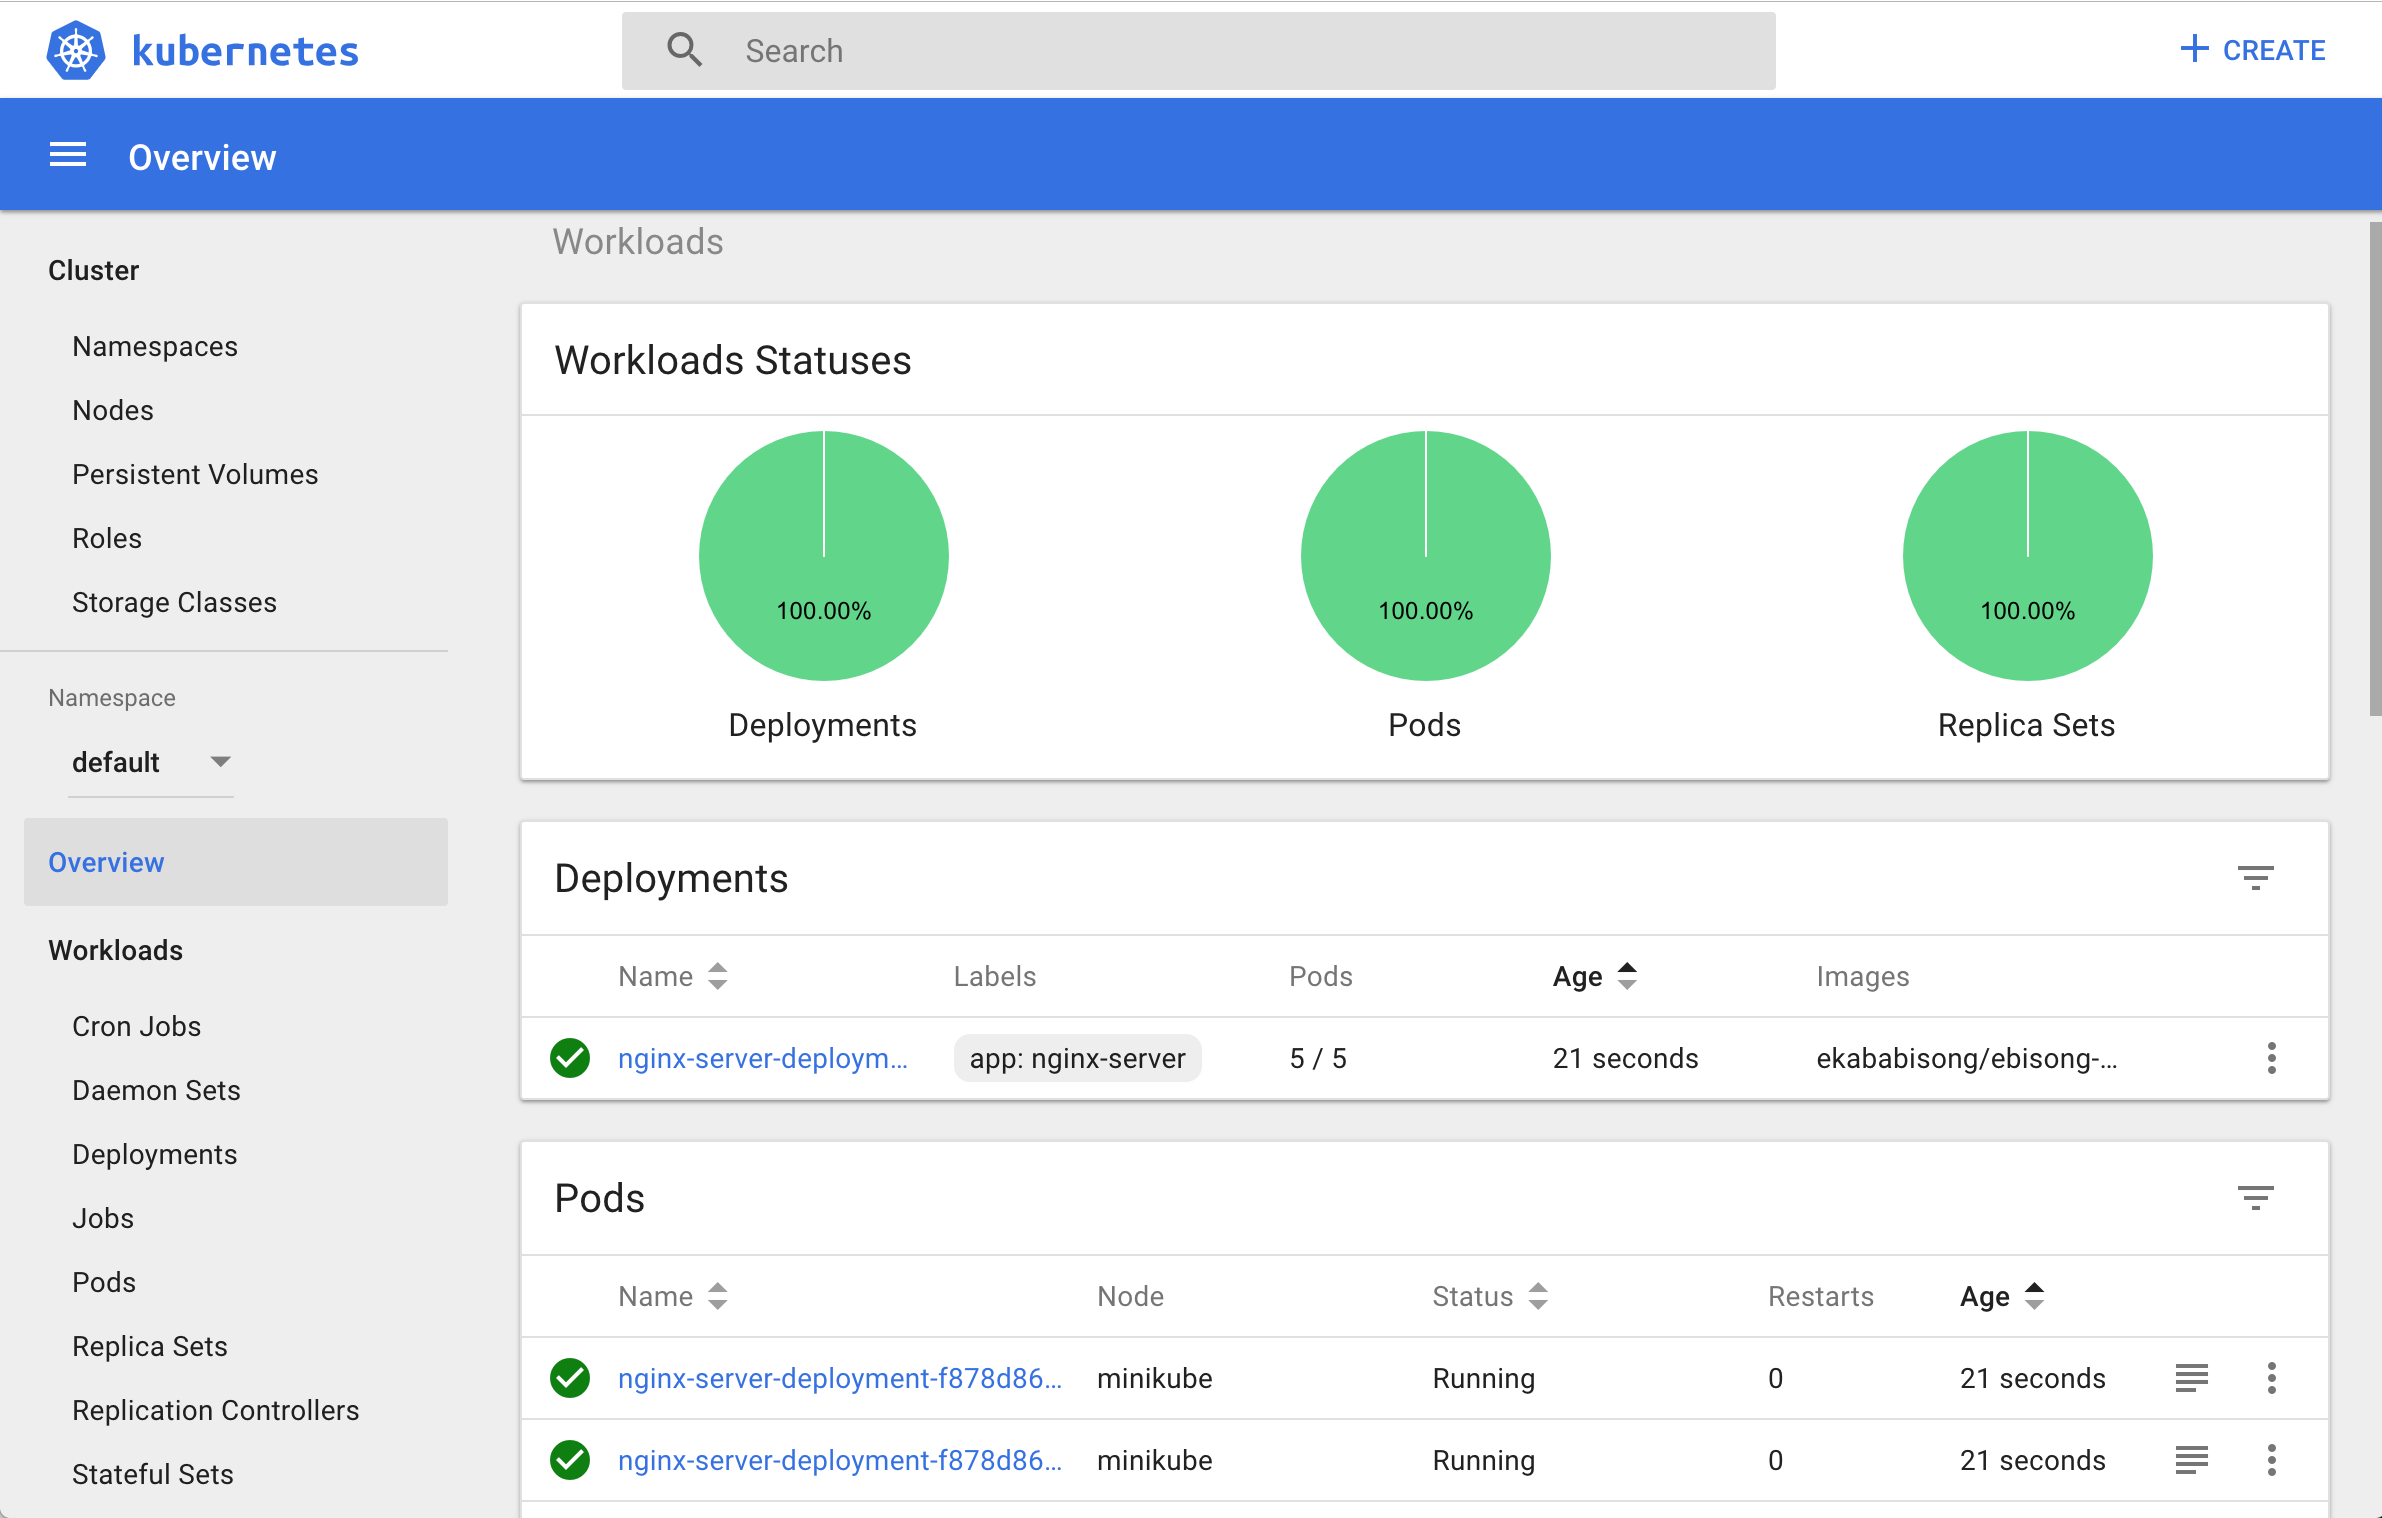 kubernetes
Search
CREATE
Overview
Cluster
Namespaces
Nodes
Persistent Volumes
Roles
Storage Classes
Namespace
default
Overview
Workloads
Cron Jobs
Daemon Sets
Deployments
Jobs
Pods
Replica Sets
Replication Controllers
Stateful Sets
Workloads
Workloads Statuses
100.00% 100.00% 100.00%
Deployments Pods Replica Sets
Deployments
Name Labels Pods Age Images
nginx-server-deploym... app: nginx-server 5 / 5 21 seconds ekababisong/ebisong-...
Pods
Name Node Status Restarts Age
nginx-server-deployment-f878d86... minikube Running 0 21 seconds
nginx-server-deployment-f878d86... minikube Running 0 21 seconds